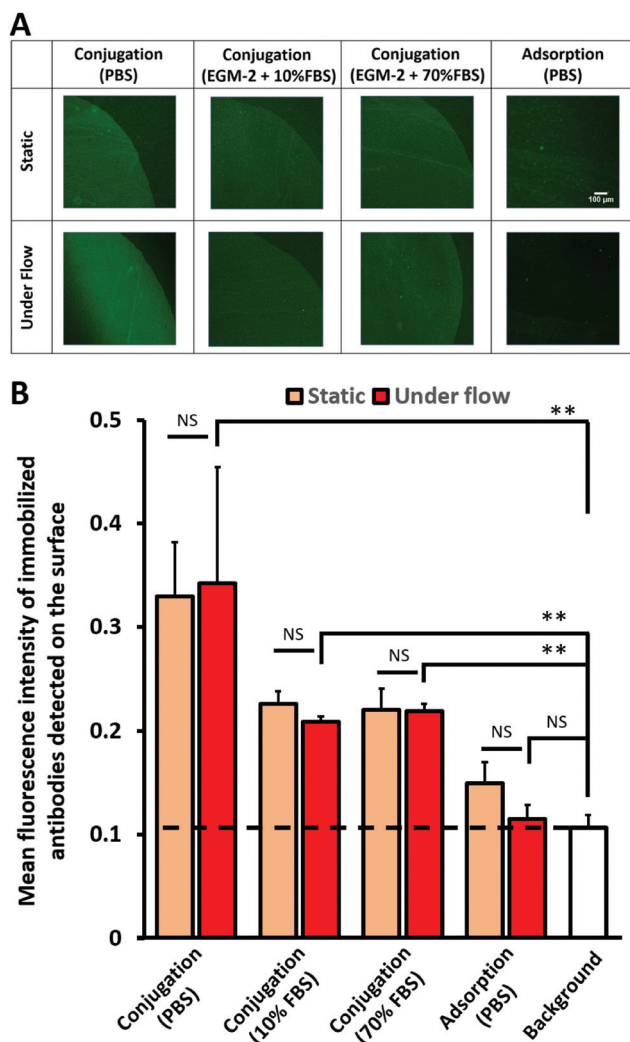 A
Conjugation
(PBS)
Conjugation
(EGM-2 + 10%FBS)
Conjugation
(EGM-2 + 70%FBS)
Adsorption
(PBS)
Static
100 µm
Under Flow
B
Static
Under flow
Mean fluorescence intensity of immobilized
antibodies detected on the surface
0.5
0.4
0.3
0.2
0.1
0
NS
**
NS
**
NS
**
NS
NS
Conjugation
(PBS)
Conjugation
(10% FBS)
Conjugation
(70% FBS)
Adsorption
(PBS)
Background